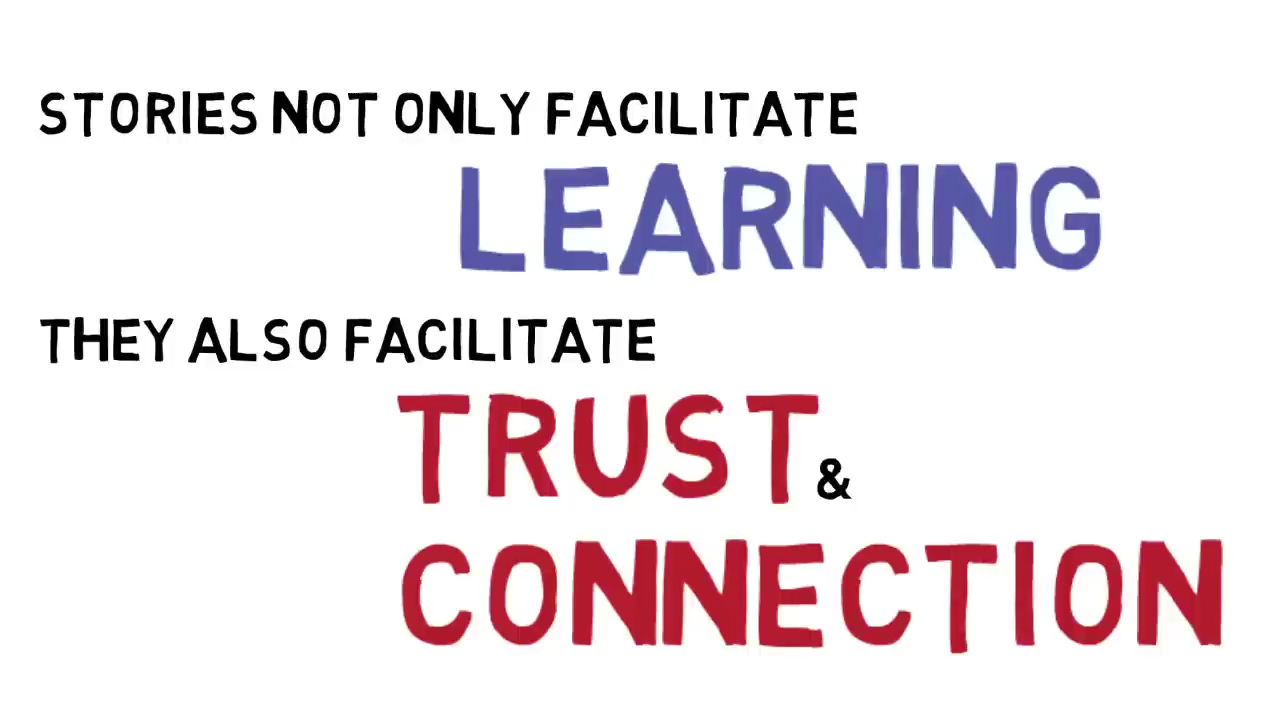 STORIES NOT ONLY FACILITATE
LEARNING
THEY ALSO FACILITATE
TRUST &
CONNECTION